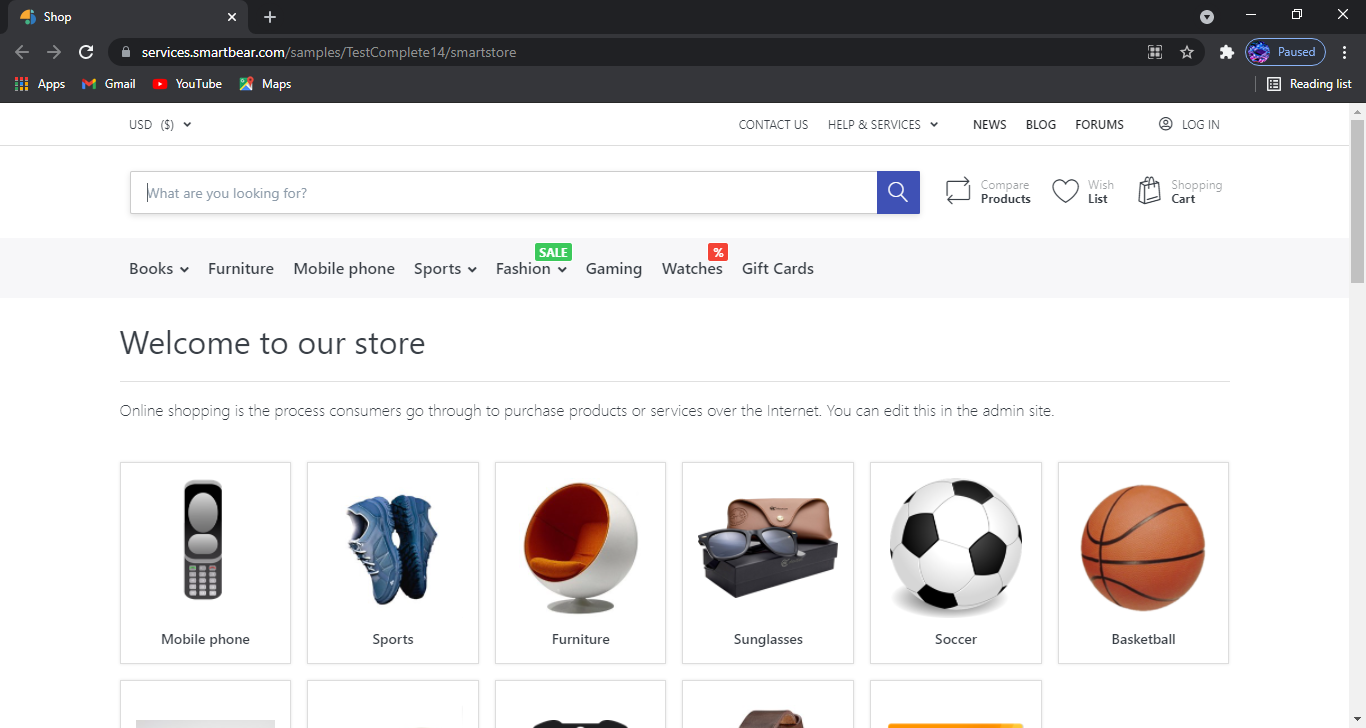 Shop
services.smartbear.com/samples/TestComplete14/smartstore
Paused
Apps Gmail YouTube Maps Reading list
USD ($) CONTACT US HELP & SERVICES NEWS BLOG FORUMS LOG IN
What are you looking for?
Compare Products
Wish List
Shopping Cart
SALE %
Books Furniture Mobile phone Sports Fashion Gaming Watches Gift Cards
Welcome to our store
Online shopping is the process consumers go through to purchase products or services over the Internet. You can edit this in the admin site.
Mobile phone Sports Furniture Sunglasses Soccer Basketball